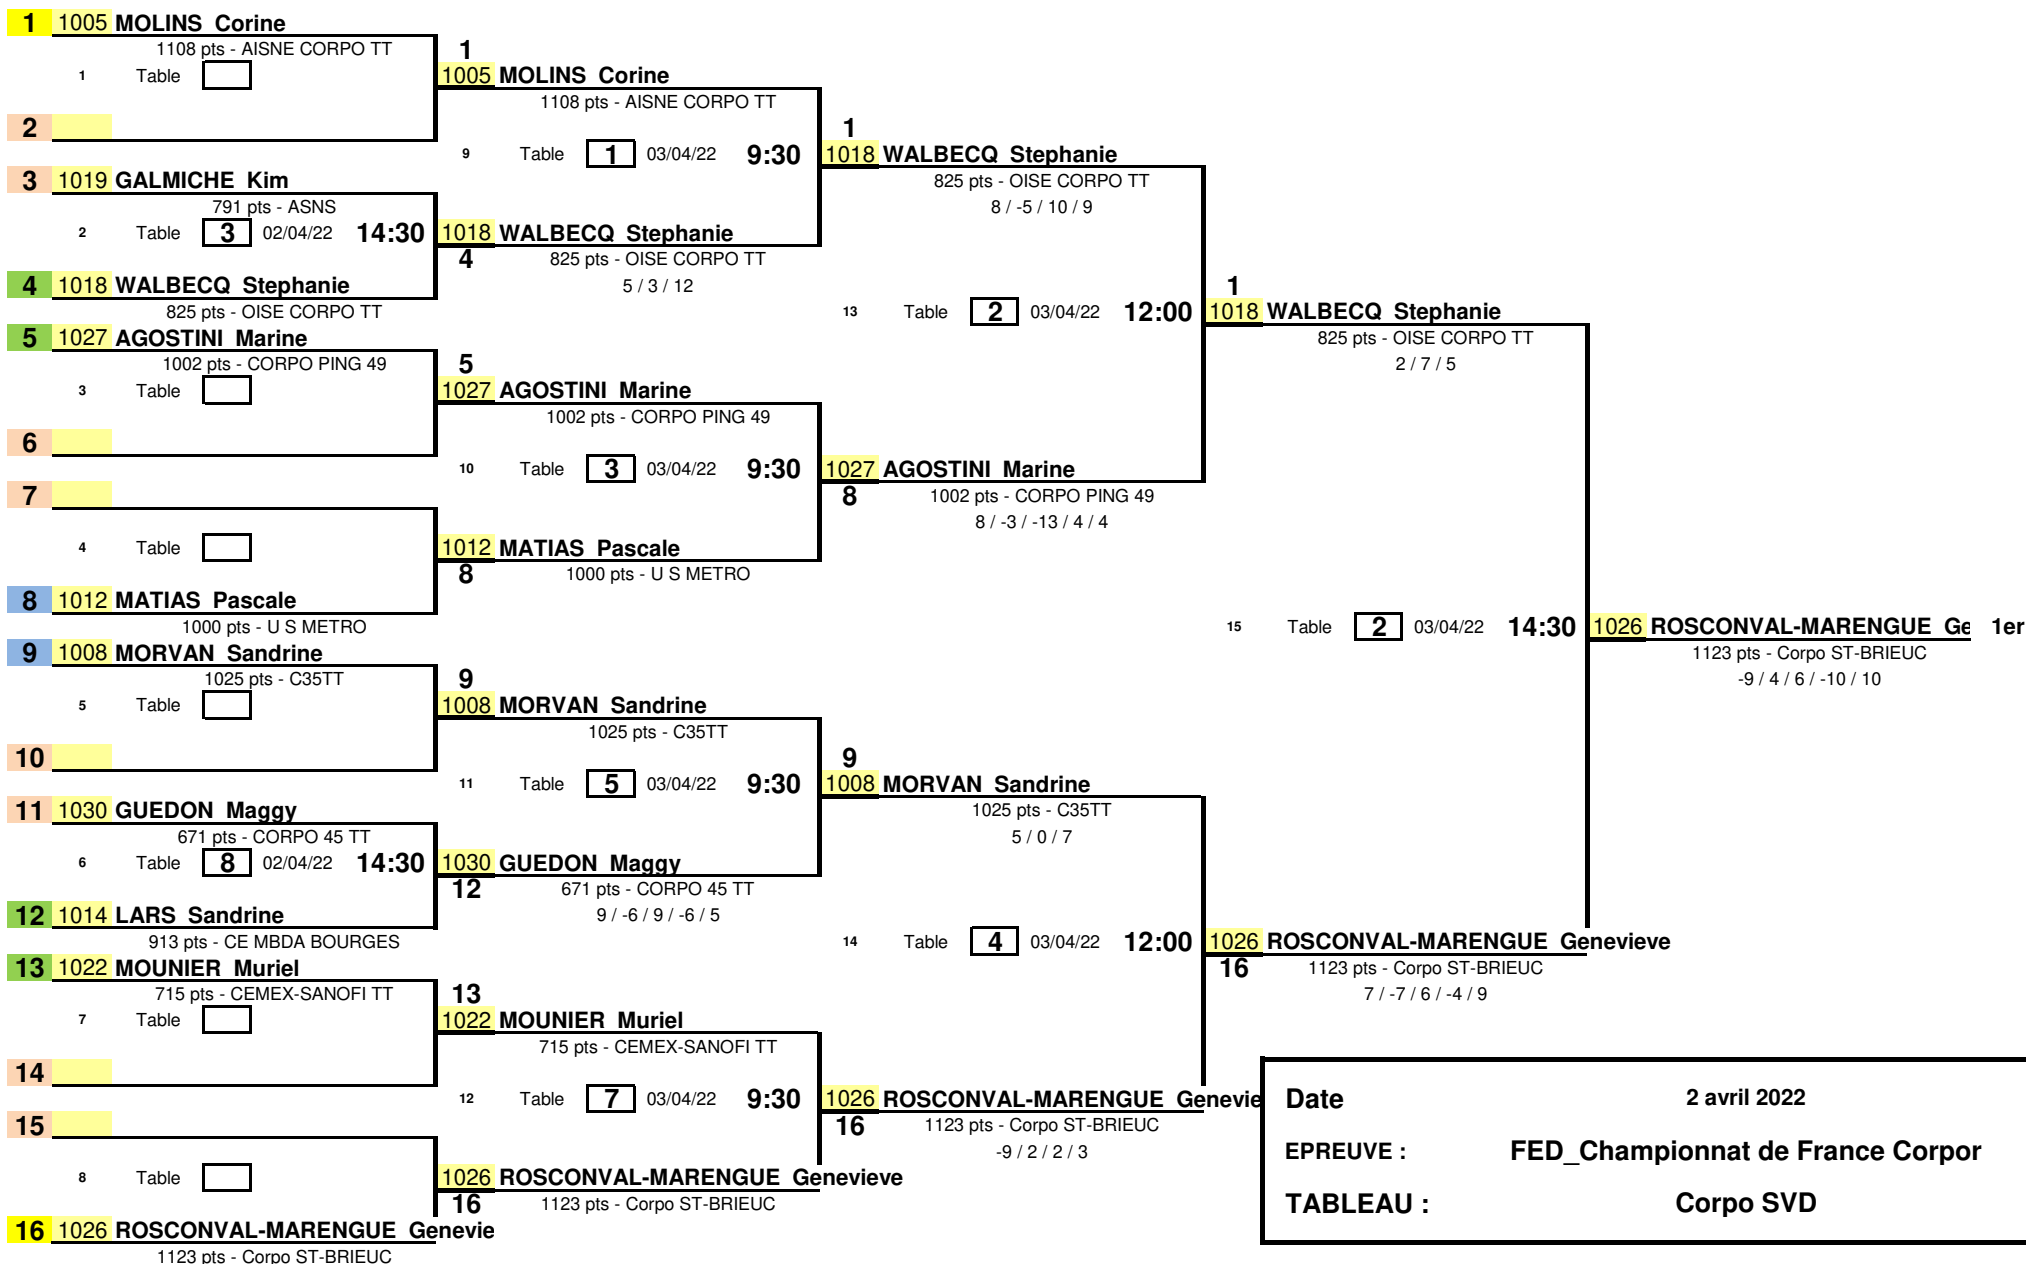 1 1005 MOLINS Corine
1108 pts - AISNE CORPO TT
1 Table
2
3 1019 GALMICHE Kim
791 pts - ASNS
2 Table 3 02/04/22 14:30
4 1018 WALBECQ Stephanie
825 pts - OISE CORPO TT
5 1027 AGOSTINI Marine
1002 pts - CORPO PING 49
3 Table
6
7
4 Table
8 1012 MATIAS Pascale
1000 pts - U S METRO
9 1008 MORVAN Sandrine
1025 pts - C35TT
5 Table
10
11 1030 GUEDON Maggy
671 pts - CORPO 45 TT
6 Table 8 02/04/22 14:30
12 1014 LARS Sandrine
913 pts - CE MBDA BOURGES
13 1022 MOUNIER Muriel
715 pts - CEMEX-SANOFI TT
7 Table
14
15
8 Table
16 1026 ROSCONVAL-MARENGUE Genevie
1123 pts - Corpo ST-BRIEUC
1
1005 MOLINS Corine
1108 pts - AISNE CORPO TT
9 Table 1 03/04/22 9:30
1018 WALBECQ Stephanie
4 825 pts - OISE CORPO TT
5 / 3 / 12
5
1027 AGOSTINI Marine
1002 pts - CORPO PING 49
10 Table 3 03/04/22 9:30
1012 MATIAS Pascale
8 1000 pts - U S METRO
9
1008 MORVAN Sandrine
1025 pts - C35TT
11 Table 5 03/04/22 9:30
1030 GUEDON Maggy
12 671 pts - CORPO 45 TT
9 / -6 / 9 / -6 / 5
13
1022 MOUNIER Muriel
715 pts - CEMEX-SANOFI TT
12 Table 7 03/04/22 9:30
1026 ROSCONVAL-MARENGUE Genevieve
16 1123 pts - Corpo ST-BRIEUC
1
1018 WALBECQ Stephanie
825 pts - OISE CORPO TT
8 / -5 / 10 / 9
13 Table 2 03/04/22 12:00
1027 AGOSTINI Marine
8 1002 pts - CORPO PING 49
8 / -3 / -13 / 4 / 4
9
1008 MORVAN Sandrine
1025 pts - C35TT
5 / 0 / 7
14 Table 4 03/04/22 12:00
1026 ROSCONVAL-MARENGUE Genevie
16 1123 pts - Corpo ST-BRIEUC
-9 / 2 / 2 / 3
1
1018 WALBECQ Stephanie
825 pts - OISE CORPO TT
2 / 7 / 5
15 Table 2 03/04/22 14:30
1026 ROSCONVAL-MARENGUE Genevieve
16 1123 pts - Corpo ST-BRIEUC
7 / -7 / 6 / -4 / 9
1026 ROSCONVAL-MARENGUE Ge 1er
1123 pts - Corpo ST-BRIEUC
-9 / 4 / 6 / -10 / 10
Date 2 avril 2022
EPREUVE : FED_Championnat de France Corpor
TABLEAU : Corpo SVD